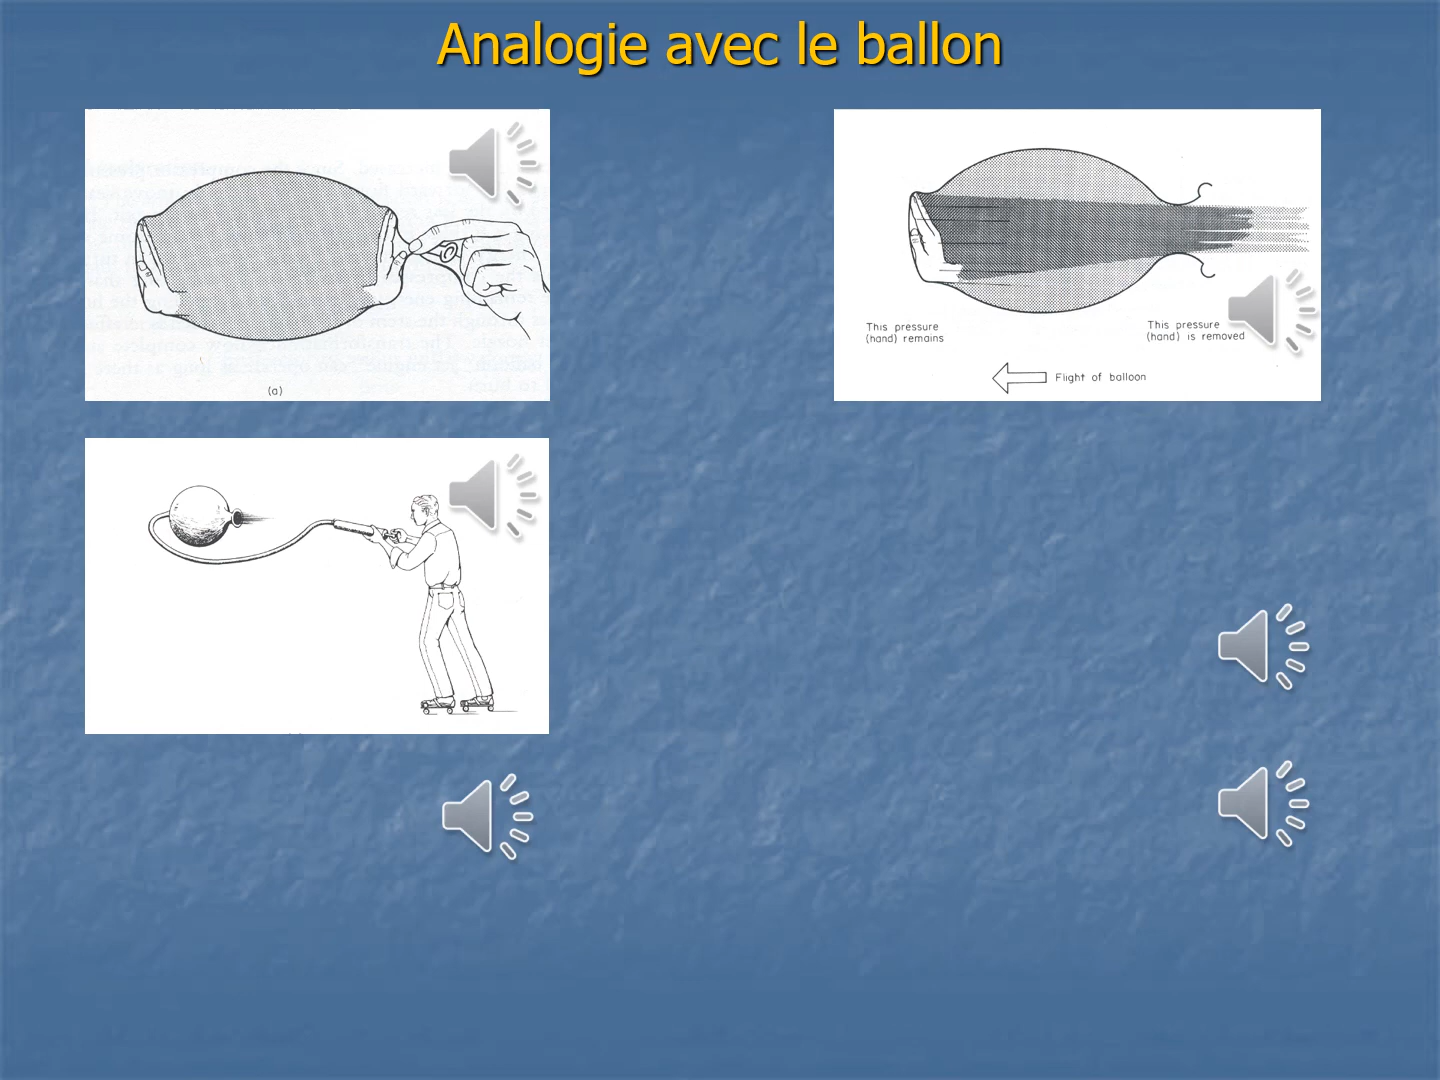 Analogie avec le ballon
(a)
This pressure
(hand) remains
This pressure
(hand) is removed
Flight of balloon